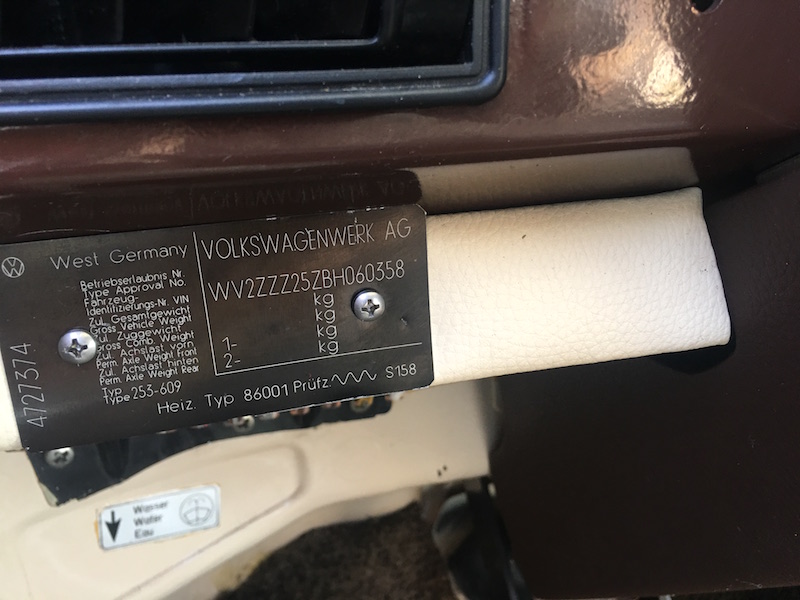 West Germany
VOLKSWAGENWERK AG
Betriebserlaubnis Nr.
Type Approval No.
Fahrzeug-
Identifizierungs-Nr. VIN
WV2ZZZ25ZBH060358
Zul. Gesamtgewicht
Gross Vehicle Weight
kg
Zul. Zuggewicht
Gross Comb. Weight
kg
Zul. Achslast vorn
Perm. Axle Weight Front
1- kg
Zul. Achslast hinten
Perm. Axle Weight Rear
2- kg
Typ
Type 253-609
Heiz. Typ 86001 Prüfz. S158
4727374
Wasser
Water
Eau